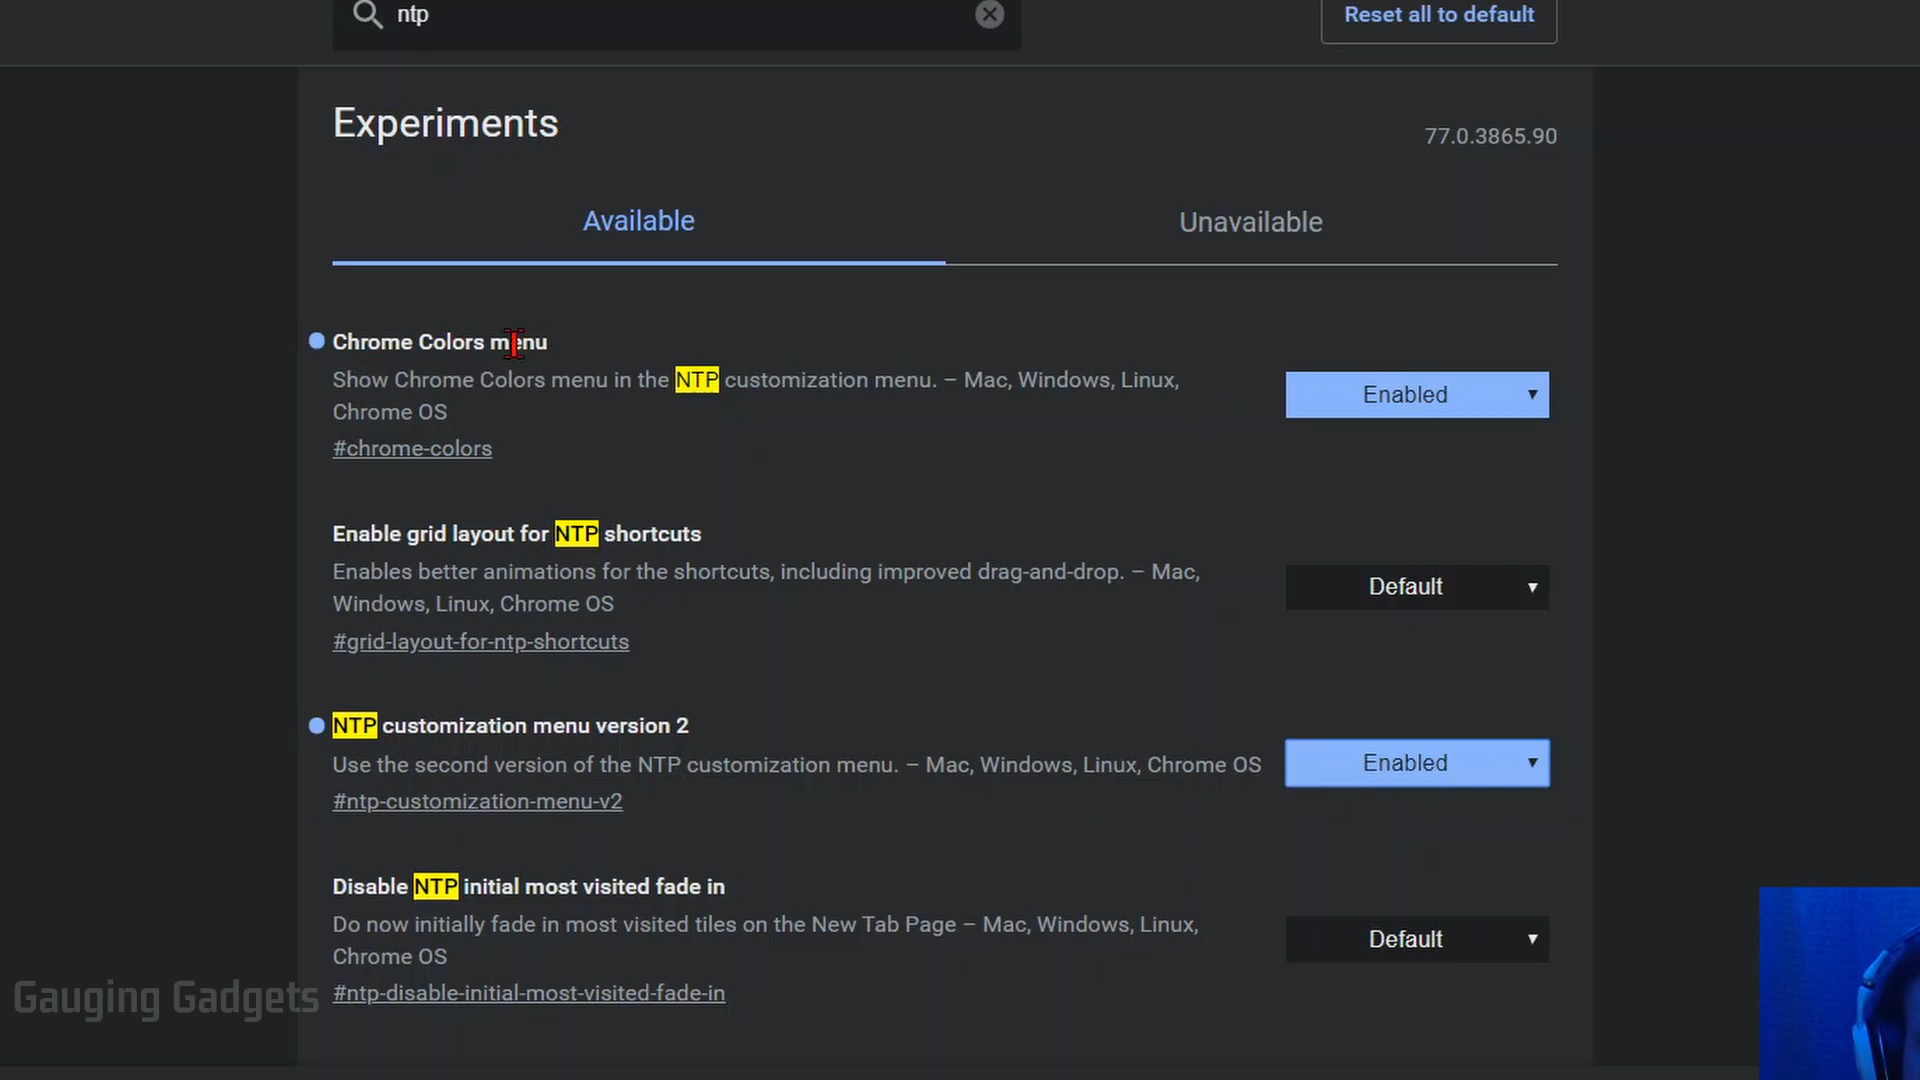 ntp
Reset all to default
Experiments
77.0.3865.90
Available
Unavailable
Chrome Colors menu
Show Chrome Colors menu in the NTP customization menu. – Mac, Windows, Linux,
Chrome OS
#chrome-colors
Enabled
Enable grid layout for NTP shortcuts
Enables better animations for the shortcuts, including improved drag-and-drop. – Mac,
Windows, Linux, Chrome OS
#grid-layout-for-ntp-shortcuts
Default
NTP customization menu version 2
Use the second version of the NTP customization menu. – Mac, Windows, Linux, Chrome OS
#ntp-customization-menu-v2
Enabled
Disable NTP initial most visited fade in
Do now initially fade in most visited tiles on the New Tab Page – Mac, Windows, Linux,
Chrome OS
#ntp-disable-initial-most-visited-fade-in
Default
Gauging Gadgets